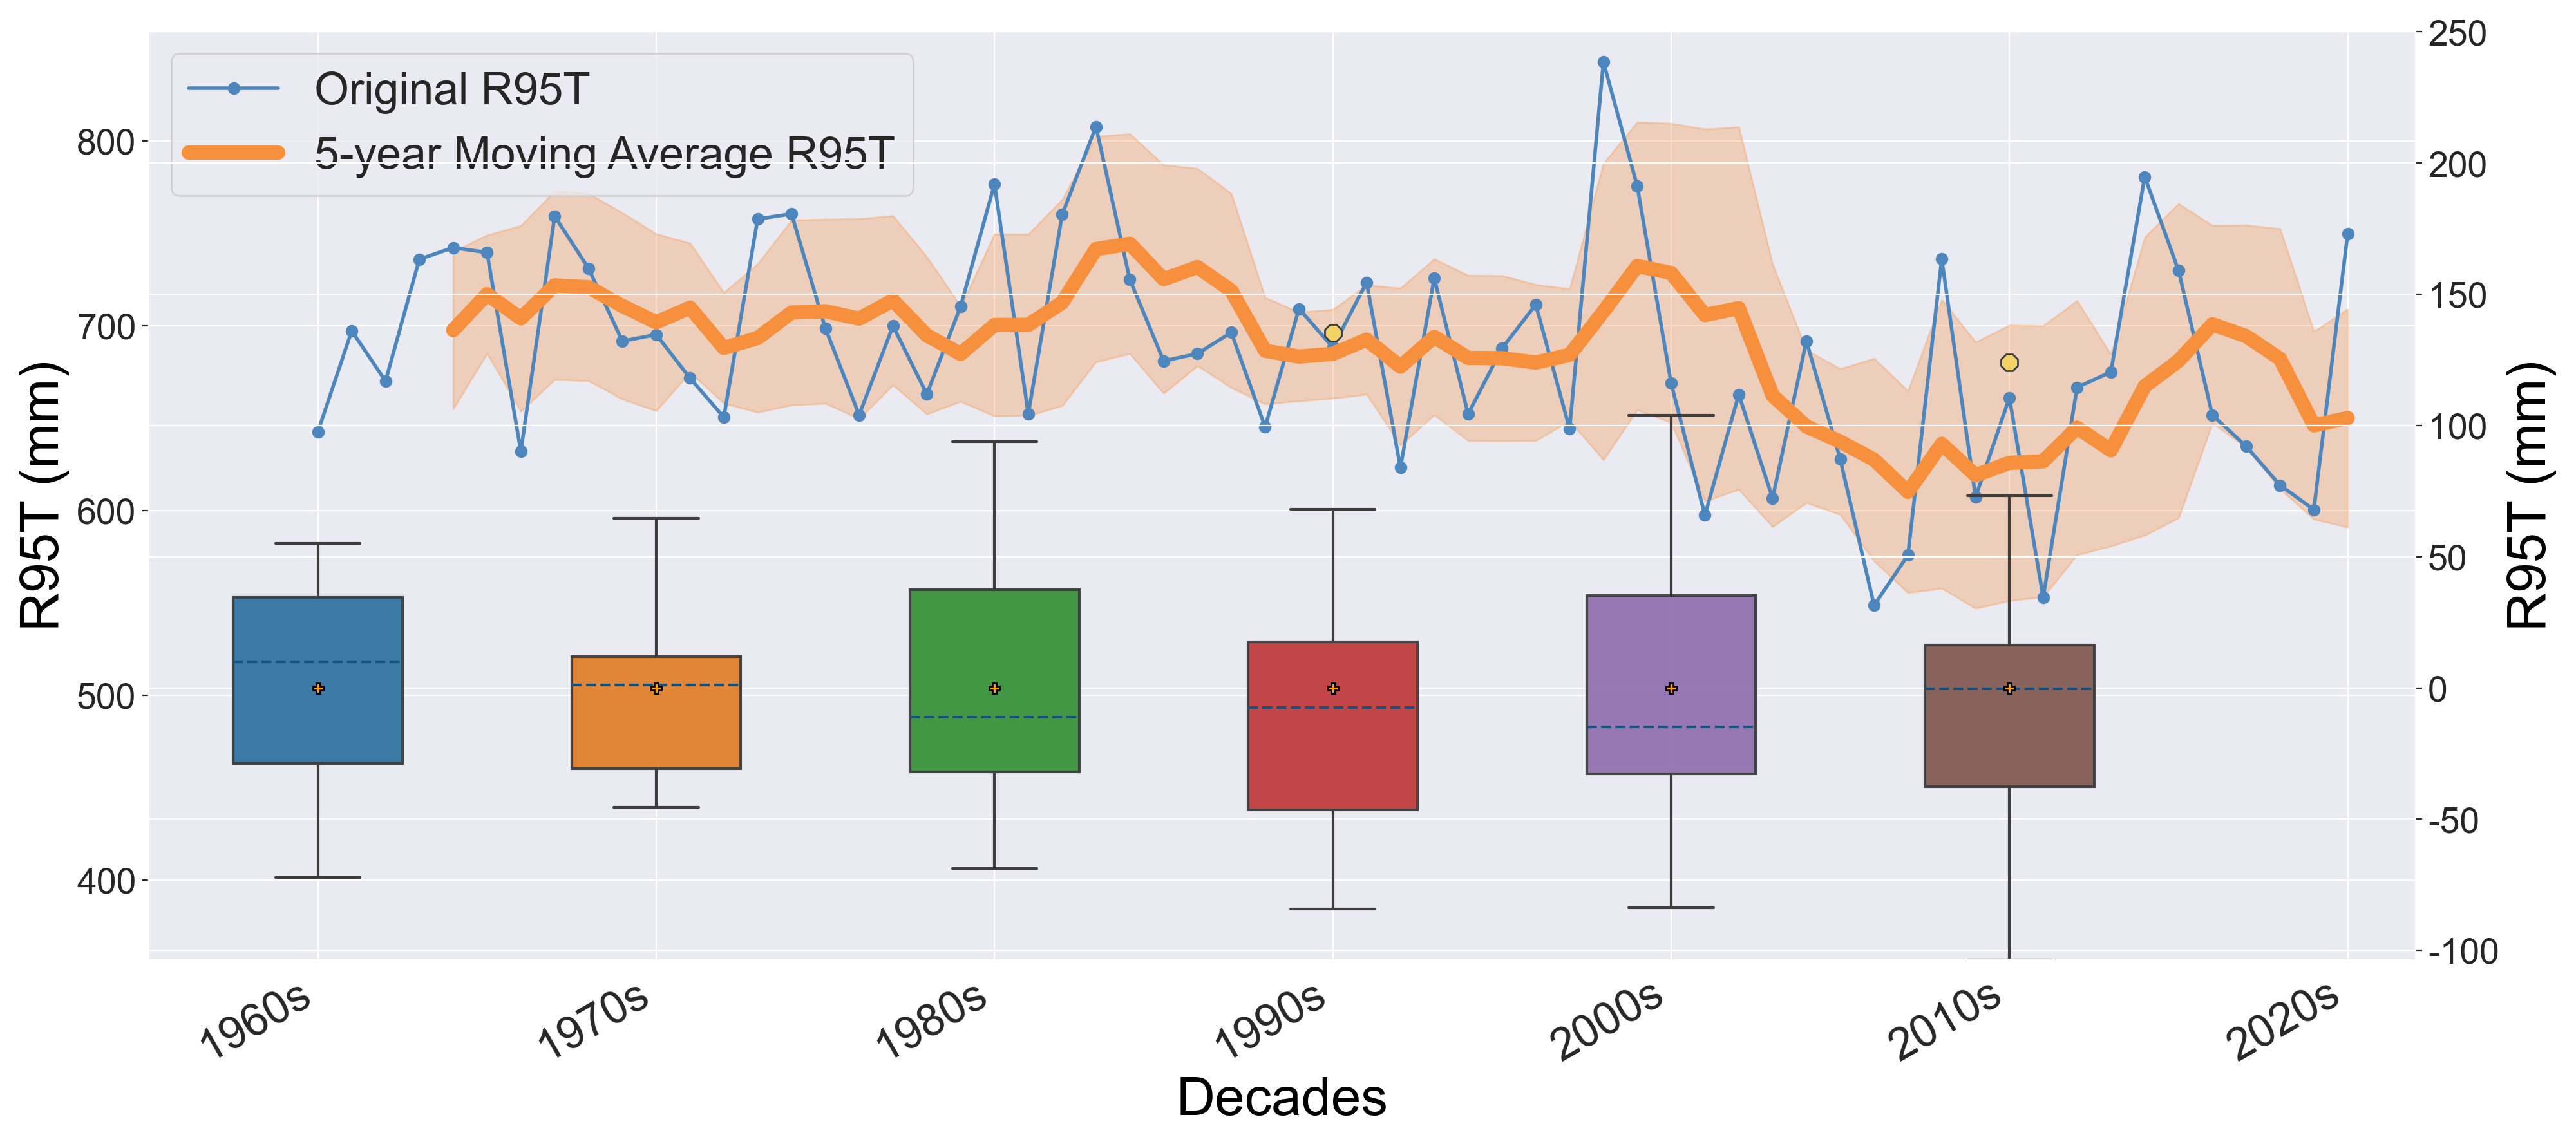 Original R95T
5-year Moving Average R95T
R95T (mm)
800
700
600
500
400
250
200
150
100
50
0
-50
-100
R95T (mm)
1960s
1970s
1980s
1990s
2000s
2010s
2020s
Decades